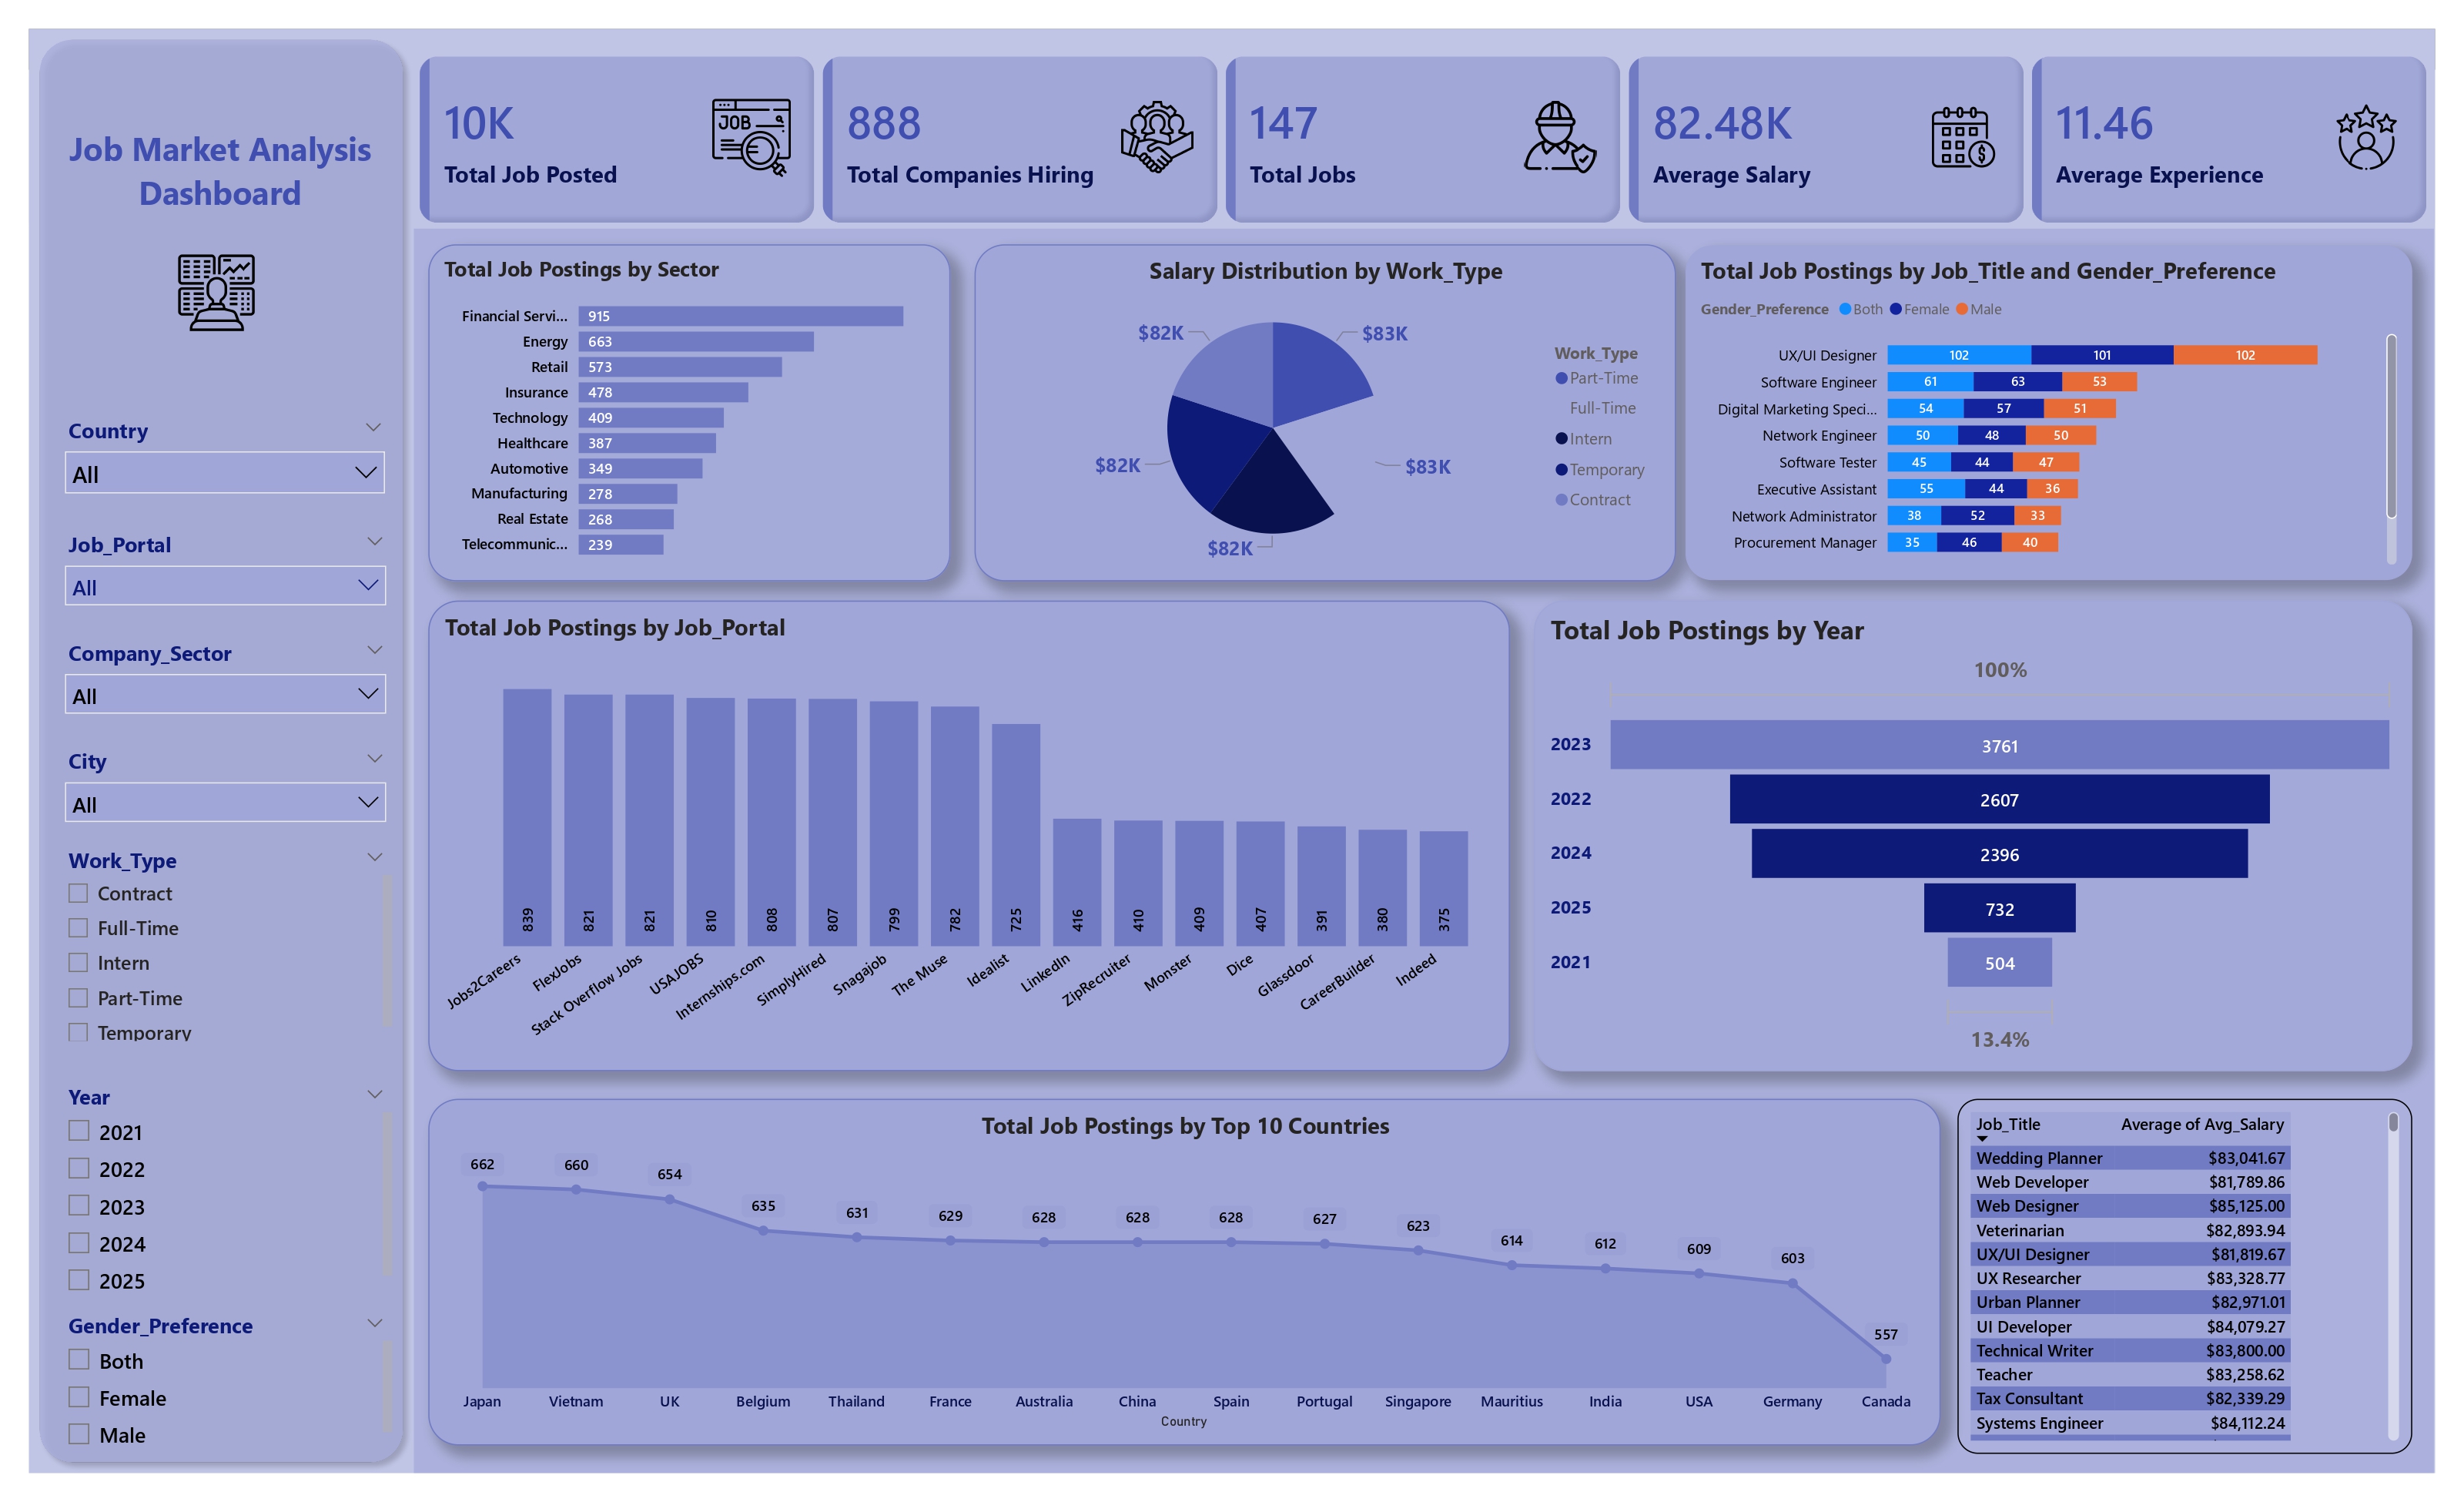 Job Market Analysis
Dashboard
Country
All
Job_Portal
All
Company_Sector
All
City
All
Work_Type
Contract
Full-Time
Intern
Part-Time
Temporary
Year
2021
2022
2023
2024
2025
Gender_Preference
Both
Female
Male
10K
Total Job Posted
JOB
888
Total Companies Hiring
147
Total Jobs
82.48K
Average Salary
$
11.46
Average Experience
Total Job Postings by Sector
Financial Servi... 915
Energy 663
Retail 573
Insurance 478
Technology 409
Healthcare 387
Automotive 349
Manufacturing 278
Real Estate 268
Telecommunic... 239
Salary Distribution by Work_Type
$82K
$83K
$82K
$83K
$82K
Work_Type
Part-Time
Full-Time
Intern
Temporary
Contract
Total Job Postings by Job_Title and Gender_Preference
Gender_Preference Both Female Male
UX/UI Designer 102 101 102
Software Engineer 61 63 53
Digital Marketing Speci... 54 57 51
Network Engineer 50 48 50
Software Tester 45 44 47
Executive Assistant 55 44 36
Network Administrator 38 52 33
Procurement Manager 35 46 40
Total Job Postings by Job_Portal
839 821 821 810 808 807 799 782 725 416 410 409 407 391 380 375
Jobs2Careers FlexJobs Stack Overflow Jobs USAJOBS Internships.com SimplyHired Snagajob The Muse Idealist LinkedIn ZipRecruiter Monster Dice Glassdoor CareerBuilder Indeed
Total Job Postings by Year
100%
2023 3761
2022 2607
2024 2396
2025 732
2021 504
13.4%
Total Job Postings by Top 10 Countries
662 660 654 635 631 629 628 628 628 627 623 614 612 609 603 557
Japan Vietnam UK Belgium Thailand France Australia China Spain Portugal Singapore Mauritius India USA Germany Canada
Country
Job_Title Average of Avg_Salary
Wedding Planner $83,041.67
Web Developer $81,789.86
Web Designer $85,125.00
Veterinarian $82,893.94
UX/UI Designer $81,819.67
UX Researcher $83,328.77
Urban Planner $82,971.01
UI Developer $84,079.27
Technical Writer $83,800.00
Teacher $83,258.62
Tax Consultant $82,339.29
Systems Engineer $84,112.24